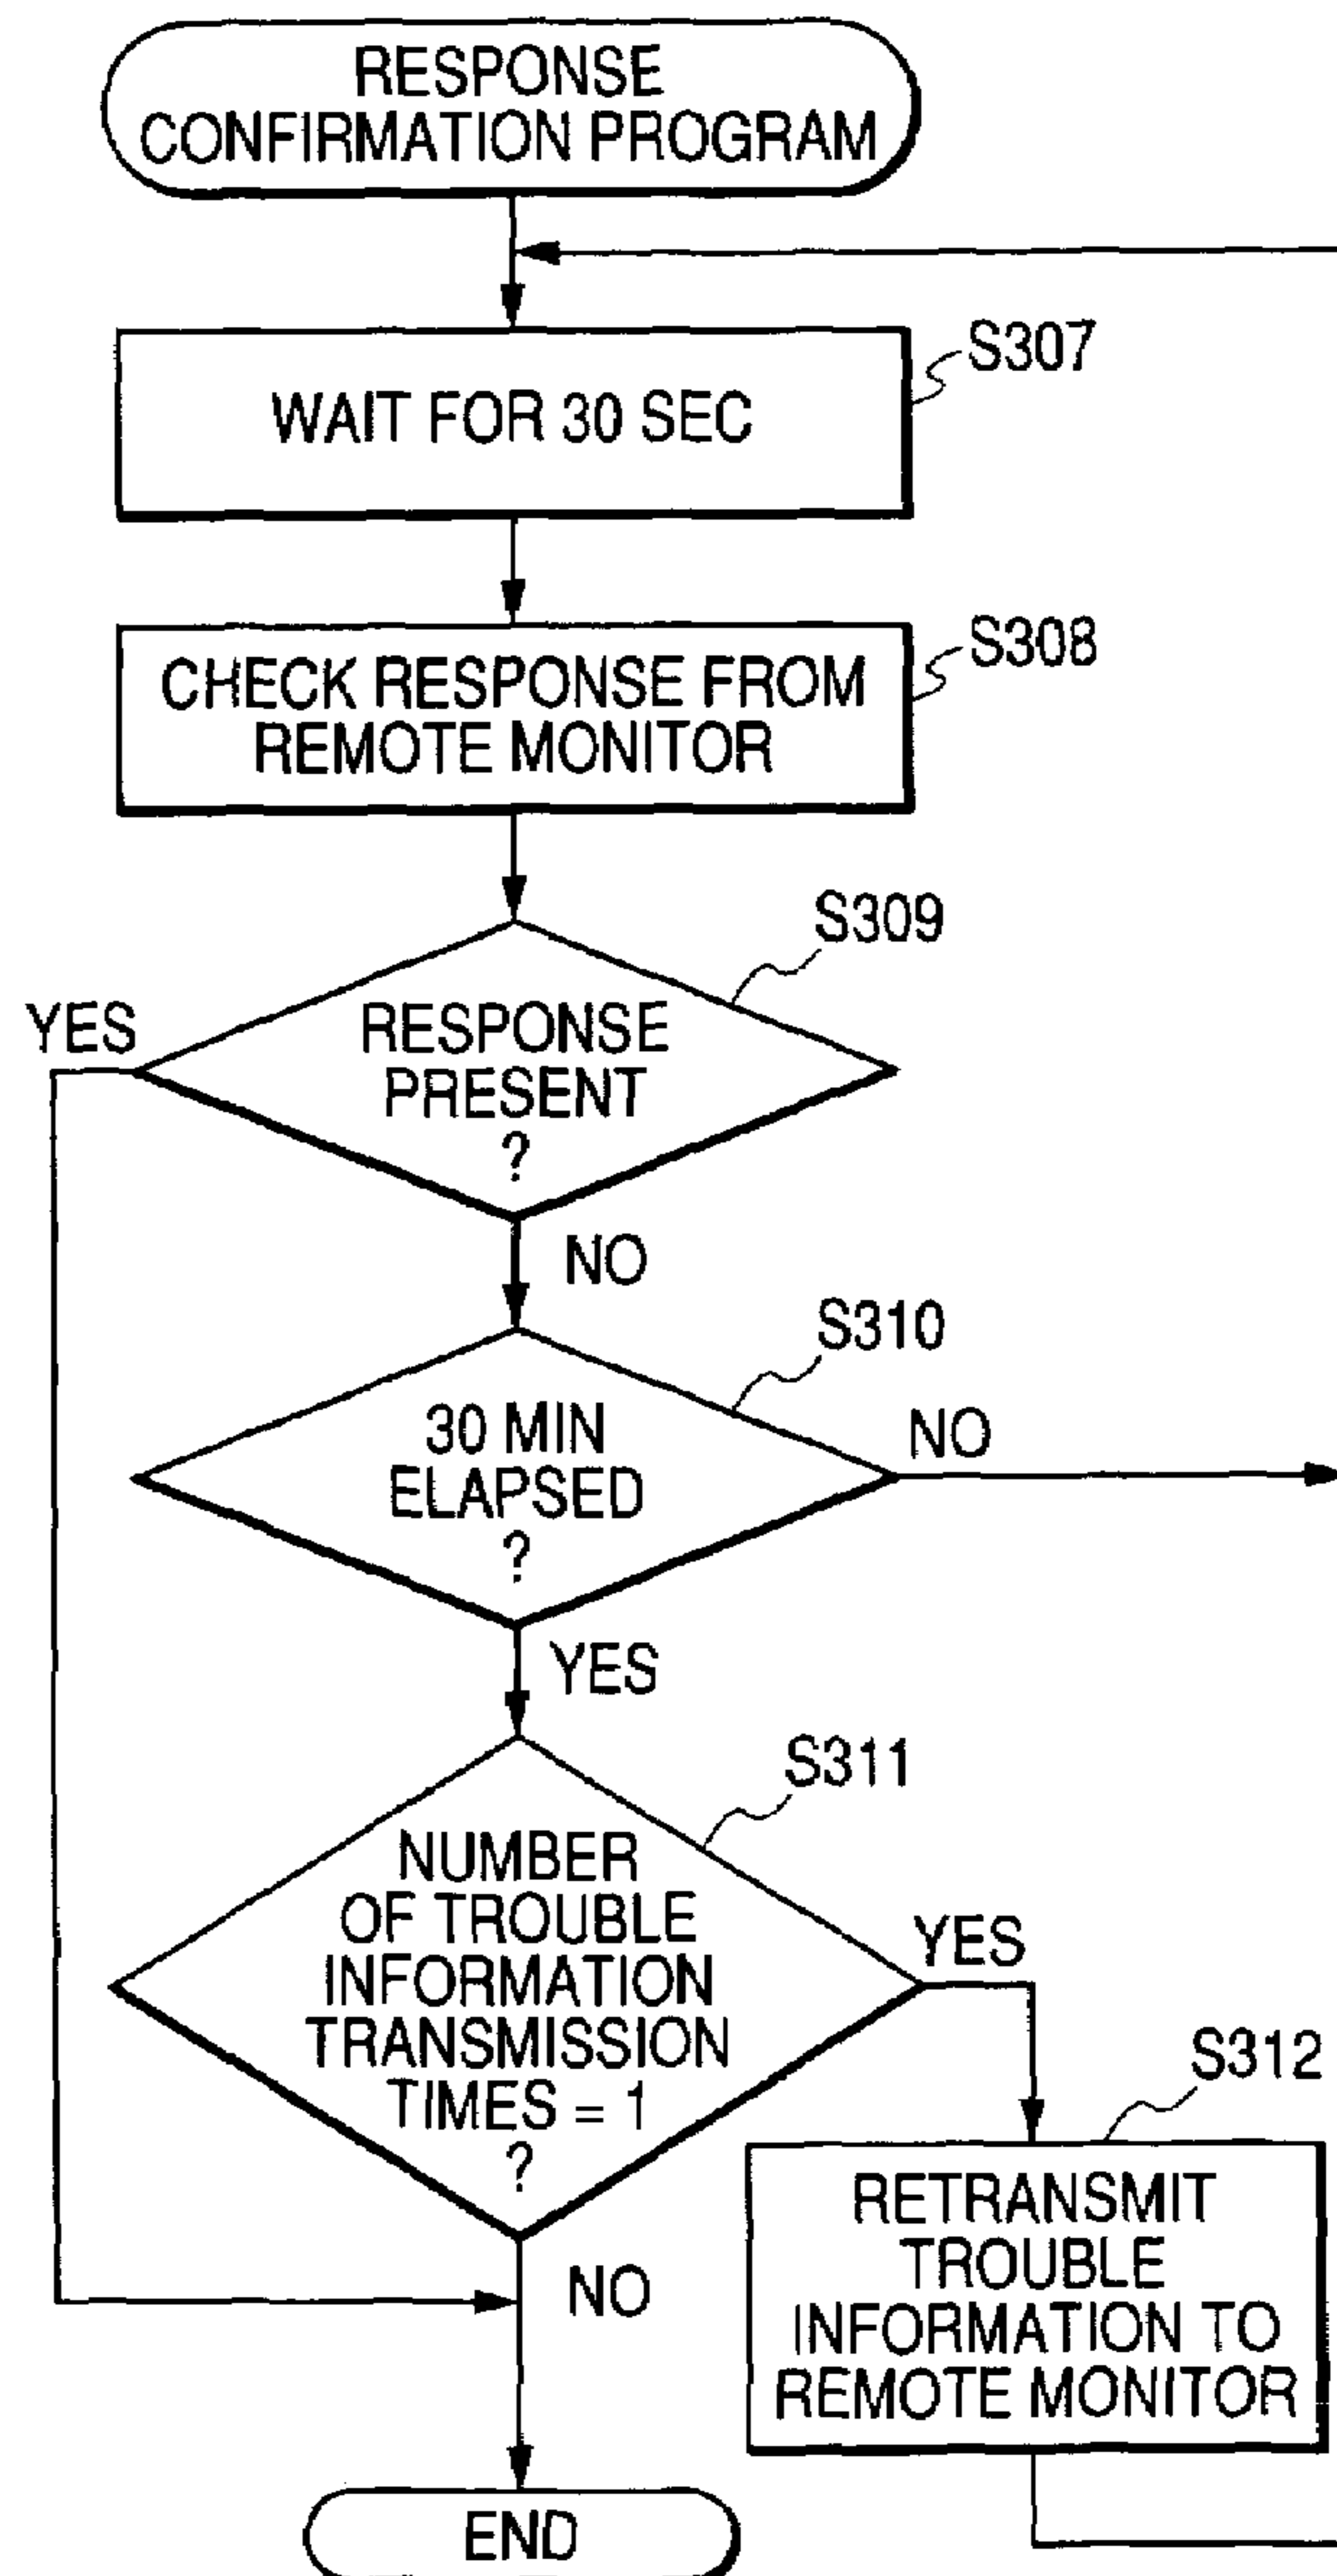 RESPONSE
CONFIRMATION PROGRAM
WAIT FOR 30 SEC
S307
CHECK RESPONSE FROM
REMOTE MONITOR
S308
S309
YES
RESPONSE
PRESENT
?
NO
S310
30 MIN
ELAPSED
?
NO
YES
S311
NUMBER
OF TROUBLE
INFORMATION
TRANSMISSION
TIMES = 1
?
YES
S312
RETRANSMIT
TROUBLE
INFORMATION TO
REMOTE MONITOR
NO
END